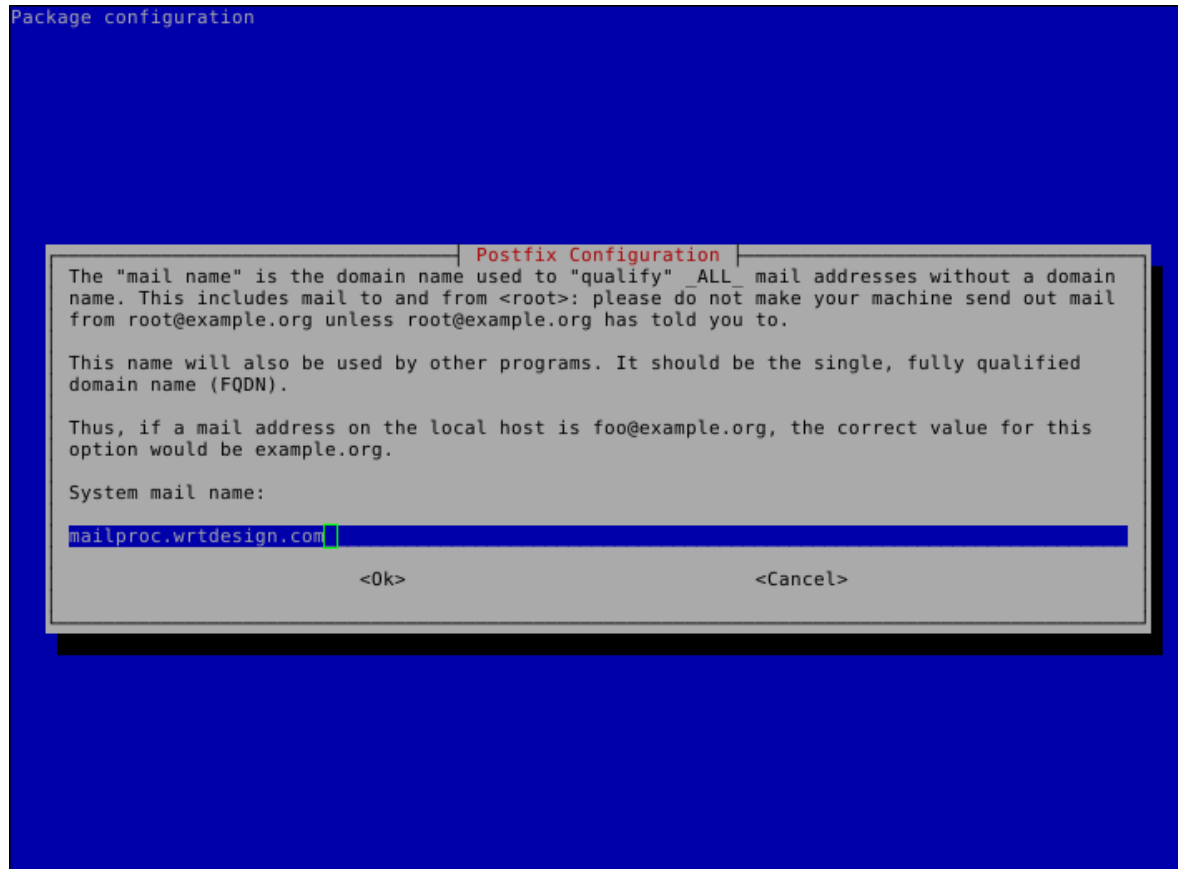 Package configuration
Postfix Configuration
The "mail name" is the domain name used to "qualify" _ALL_ mail addresses without a domain
name. This includes mail to and from <root>: please do not make your machine send out mail
from root@example.org unless root@example.org has told you to.
This name will also be used by other programs. It should be the single, fully qualified
domain name (FQDN).
Thus, if a mail address on the local host is foo@example.org, the correct value for this
option would be example.org.
System mail name:
mailproc.wrtdesign.com
<Ok> <Cancel>